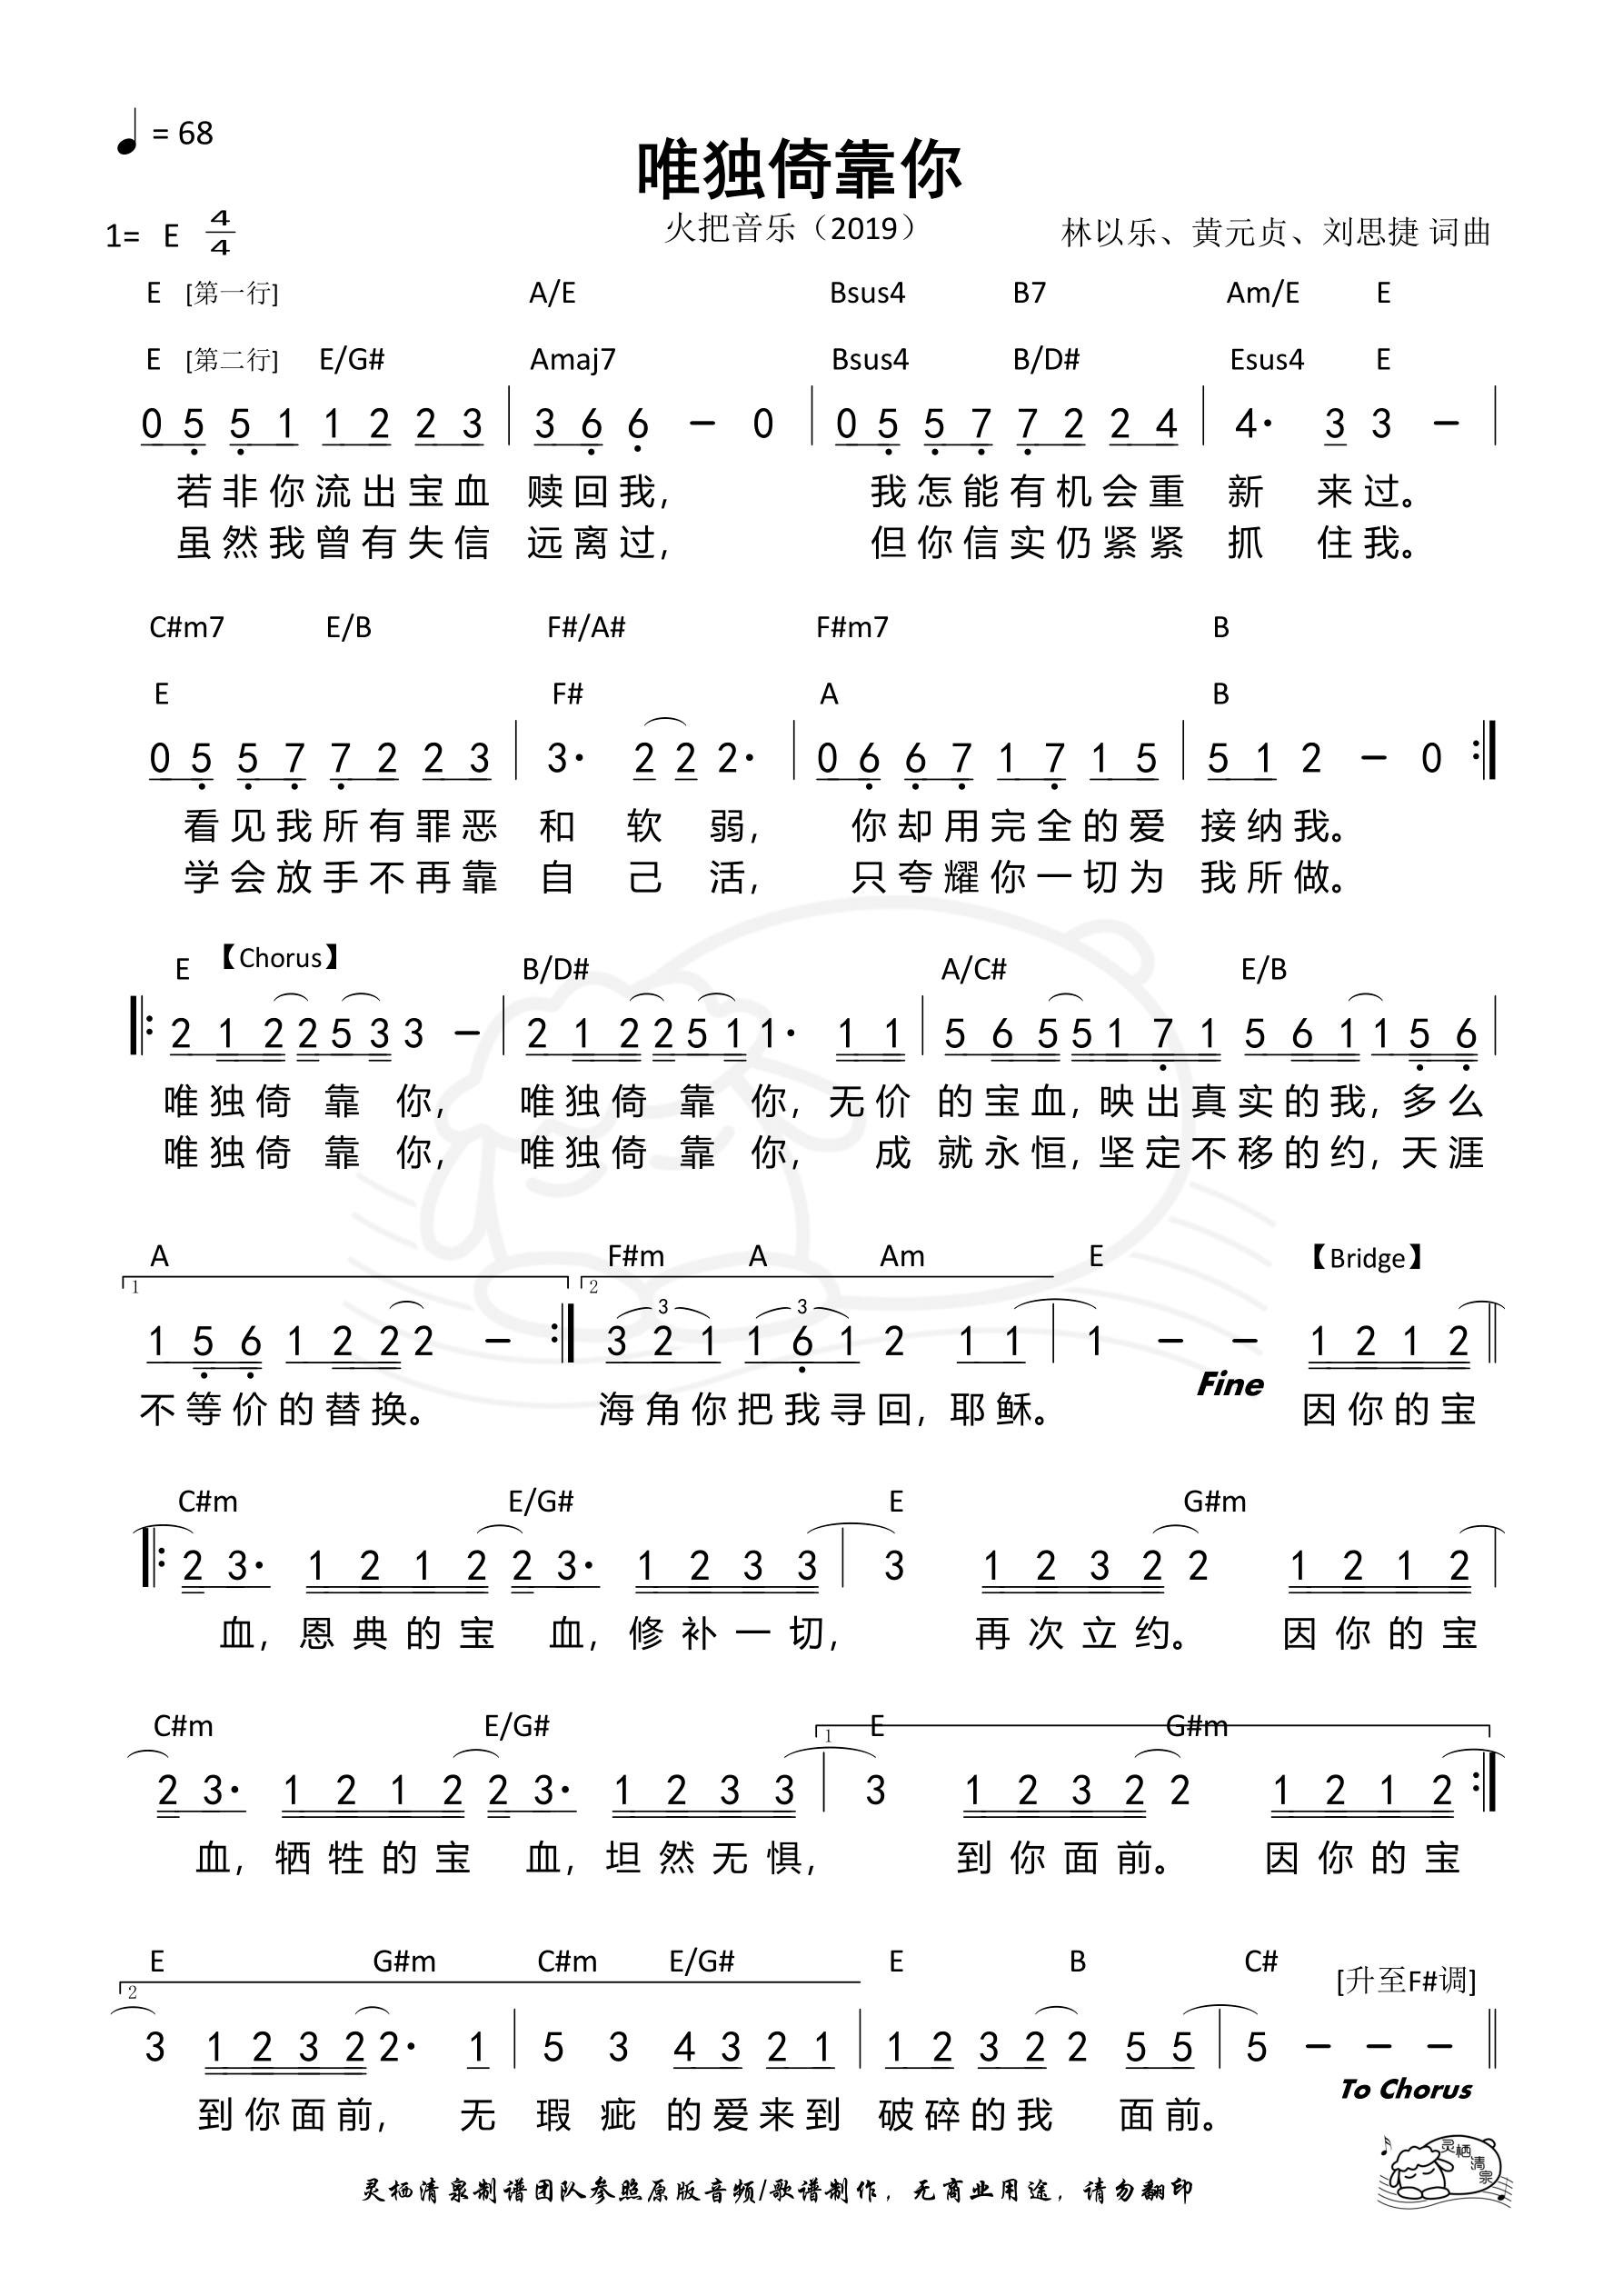 ♩ = 68
唯独倚靠你
火把音乐（2019）
林以乐、黄元贞、刘思捷 词曲
1= E 4/4
E [第一行] A/E Bsus4 B7 Am/E E
E [第二行] E/G# Amaj7 Bsus4 B/D# Esus4 E
0 5 5 1 1 2 2 3 | 3 6 6 – 0 | 0 5 5 7 7 2 2 4 | 4· 3 3 – |
若非你流出宝血 赎回我, 我怎能有机会重 新 来过。
虽然我曾有失信 远离过, 但你信实仍紧紧 抓 住我。
C#m7 E/B F#/A# F#m7 B
E F# A B
0 5 5 7 7 2 2 3 | 3· 2 2 2· | 0 6 6 7 1 7 1 5 | 5 1 2 – 0 :|
看见我所有罪恶 和 软 弱, 你却用完全的爱 接纳我。
学会放手不再靠 自 己 活, 只夸耀你一切为 我所做。
E 【Chorus】 B/D# A/C# E/B
|: 2 1 2 2 5 3 3 – | 2 1 2 2 5 1 1· 1 1 | 5 6 5 5 1 7 1 5 6 1 1 5 6 |
唯独倚 靠 你, 唯独倚 靠 你, 无价 的宝血, 映出真实的我, 多么
唯独倚 靠 你, 唯独倚 靠 你, 成 就永恒, 坚定不移的约, 天涯
A F#m A Am E 【Bridge】
1 2 3 3
1 5 6 1 2 2 2 – :| 3 2 1 1 6 1 2 1 1 | 1 – – 1 2 1 2 ||
Fine
不等价的替换。 海角你把我寻回, 耶稣。 因你的宝
C#m E/G# E G#m
|: 2 3· 1 2 1 2 2 3· 1 2 3 3 | 3 1 2 3 2 2 1 2 1 2 |
血, 恩典的宝 血, 修补一切, 再次立约。 因你的宝
C#m E/G# 1 E G#m
2 3· 1 2 1 2 2 3· 1 2 3 3 | 3 1 2 3 2 2 1 2 1 2 :|
血, 牺牲的宝 血, 坦然无惧, 到你面前。 因你的宝
E G#m C#m E/G# E B C# [升至F#调]
2
3 1 2 3 2 2· 1 | 5 3 4 3 2 1 | 1 2 3 2 2 5 5 | 5 – – – ||
To Chorus
到你面前, 无 瑕 疵 的爱来到 破碎的我 面前。
灵栖清泉
灵栖清泉制谱团队参照原版音频/歌谱制作，无商业用途，请勿翻印